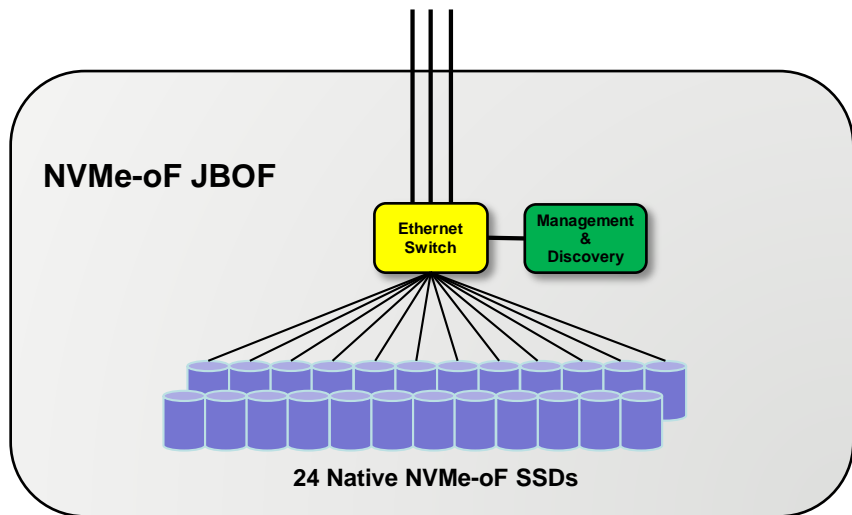 NVMe-oF JBOF
Ethernet
Switch
Management
&
Discovery
24 Native NVMe-oF SSDs